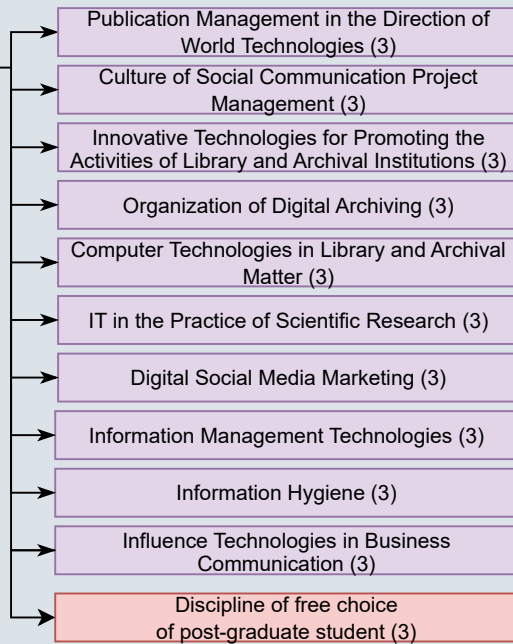 Publication Management in the Direction of
World Technologies (3)
Culture of Social Communication Project
Management (3)
Innovative Technologies for Promoting the
Activities of Library and Archival Institutions (3)
Organization of Digital Archiving (3)
Computer Technologies in Library and Archival
Matter (3)
IT in the Practice of Scientific Research (3)
Digital Social Media Marketing (3)
Information Management Technologies (3)
Information Hygiene (3)
Influence Technologies in Business
Communication (3)
Discipline of free choice
of post-graduate student (3)